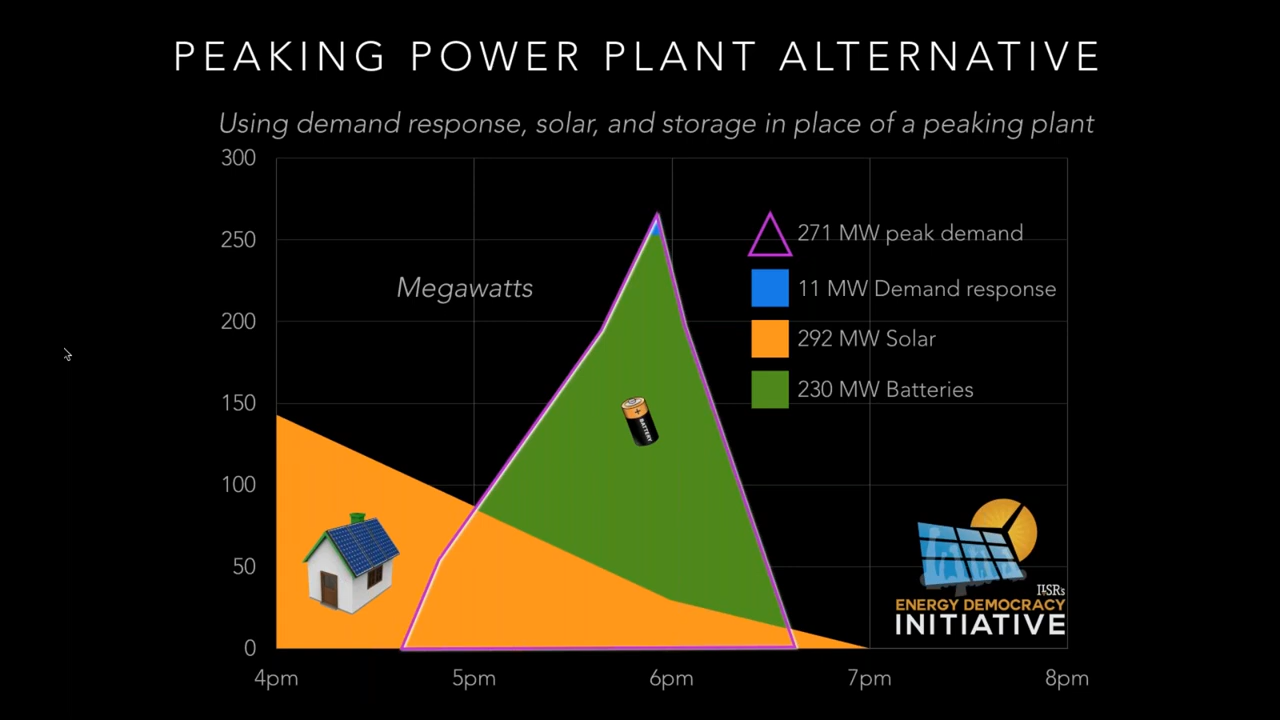 PEAKING POWER PLANT ALTERNATIVE
Using demand response, solar, and storage in place of a peaking plant
300
250
200
150
100
50
0
Megawatts
271 MW peak demand
11 MW Demand response
292 MW Solar
230 MW Batteries
BATTERY
ILSRs
ENERGY DEMOCRACY
INITIATIVE
4pm 5pm 6pm 7pm 8pm